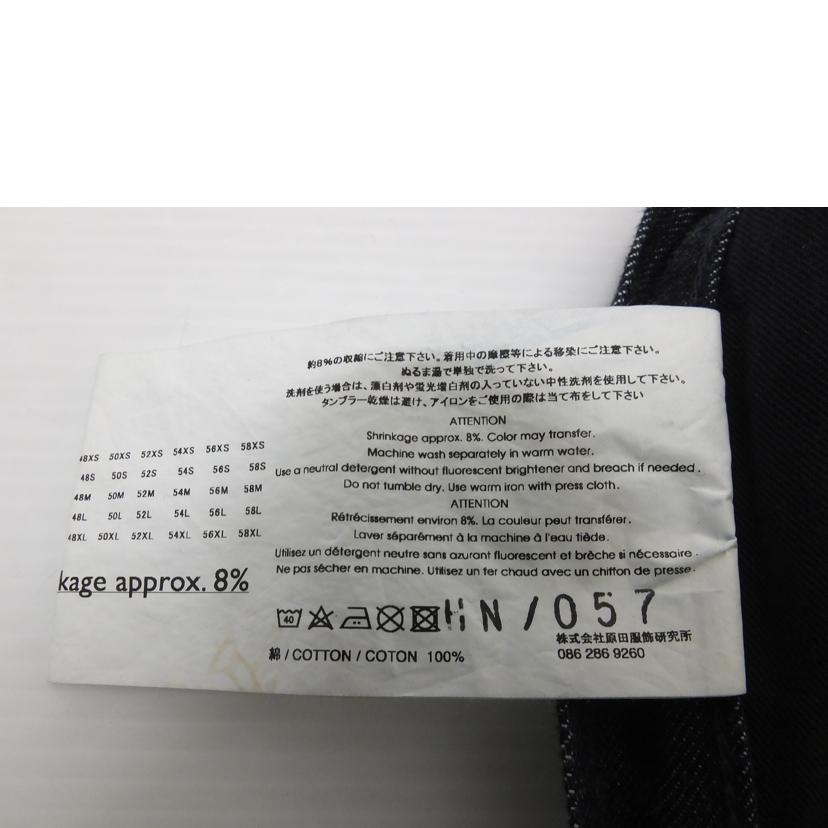 約8%の収縮にご注意下さい。着用中の摩擦等による移染にご注意下さい。
ぬるま湯で単独で洗って下さい。
洗剤を使う場合は、漂白剤や蛍光増白剤の入っていない中性洗剤を使用して下さい。
タンブラー乾燥は避け、アイロンをご使用の際は当て布をして下さい
ATTENTION
Shrinkage approx. 8%. Color may transfer.
Machine wash separately in warm water.
Use a neutral detergent without fluorescent brightener and breach if needed.
Do not tumble dry. Use warm iron with press cloth.
ATTENTION
Rétrécissement environ 8%. La couleur peut transférer.
Laver séparément à la machine à l'eau tiède.
Utilisez un détergent neutre sans azurant fluorescent et brèche si nécessaire.
Ne pas sécher en machine. Utilisez un fer chaud avec un chiffon de presse.
48XS 50XS 52XS 54XS 56XS 58XS
48S 50S 52S 54S 56S 58S
48M 50M 52M 54M 56M 58M
48L 50L 52L 54L 56L 58L
48XL 50XL 52XL 54XL 56XL 58XL
kage approx. 8%
40
HN/057
株式会社原田服飾研究所
086 286 9260
綿/COTTON/COTON 100%